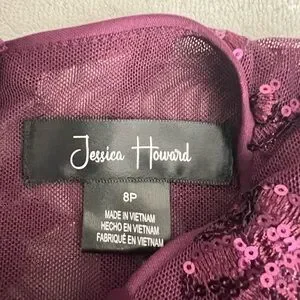 Jessica Howard
8P
MADE IN VIETNAM
HECHO EN VIETNAM
FABRIQUÉ EN VIETNAM